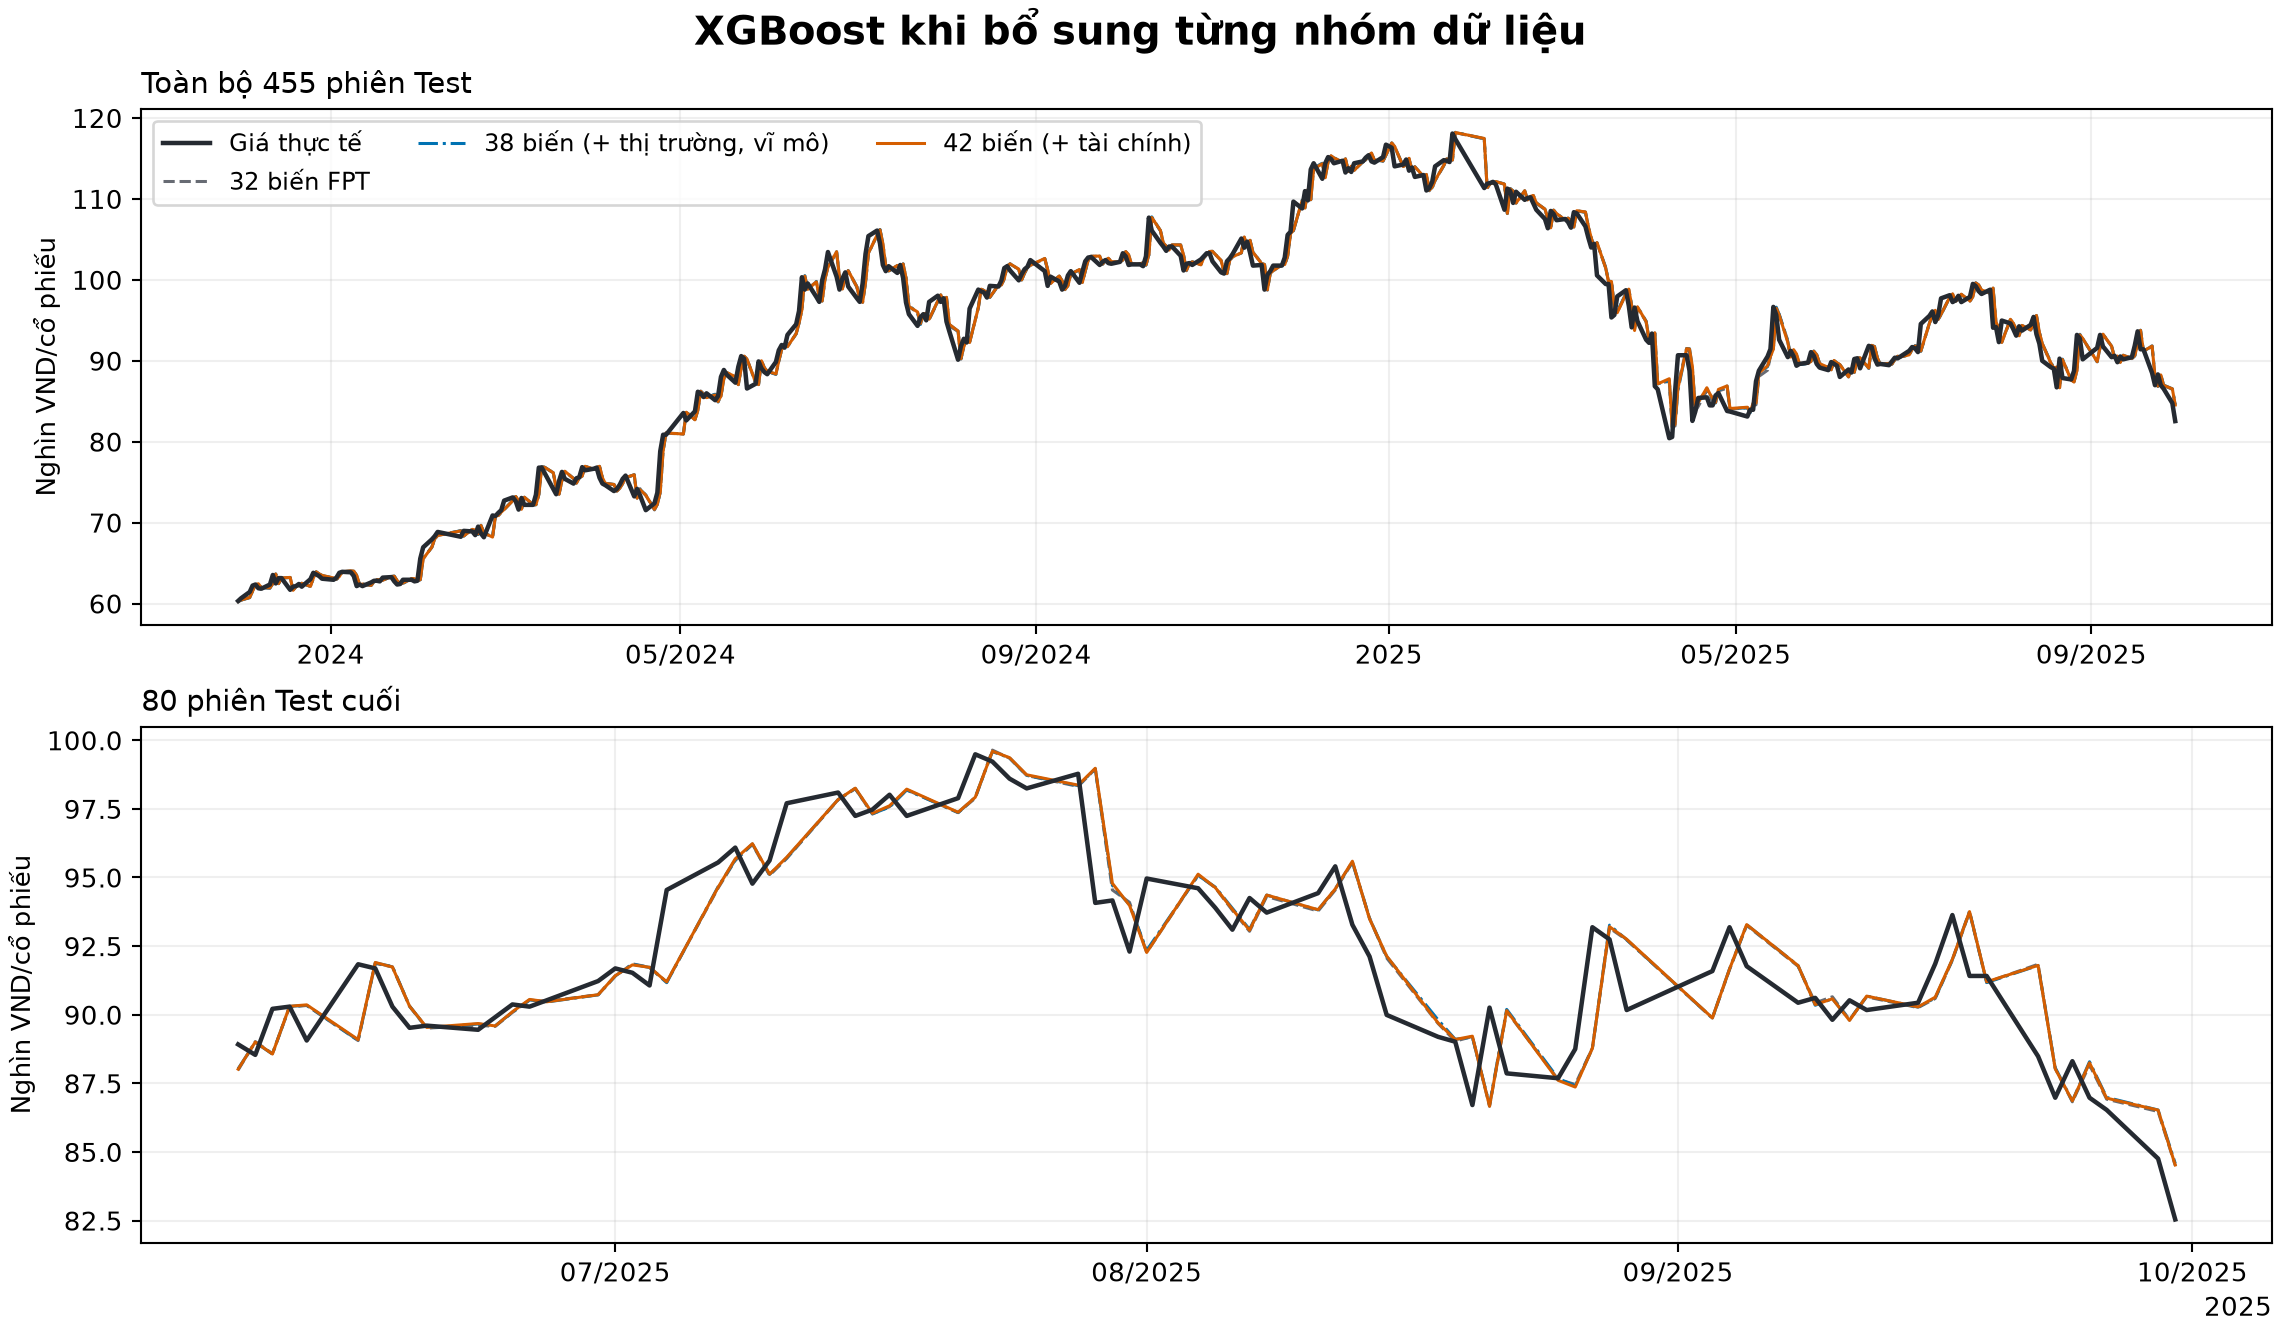 XGBoost khi bổ sung từng nhóm dữ liệu
Toàn bộ 455 phiên Test
Nghìn VND/cổ phiếu
120
110
100
90
80
70
60
Giá thực tế
32 biến FPT
38 biến (+ thị trường, vĩ mô)
42 biến (+ tài chính)
2024
05/2024
09/2024
2025
05/2025
09/2025
80 phiên Test cuối
Nghìn VND/cổ phiếu
100.0
97.5
95.0
92.5
90.0
87.5
85.0
82.5
07/2025
08/2025
09/2025
10/2025
2025